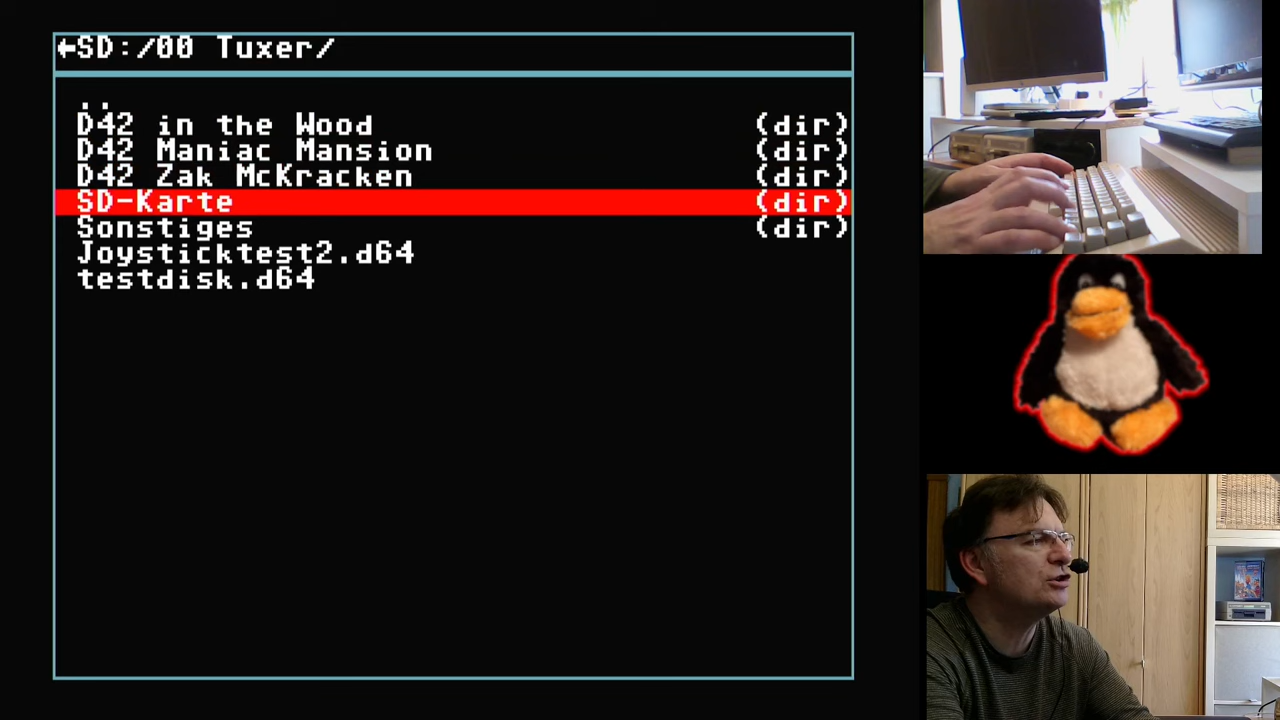 ←SD:/00 Tuxer/
..
D42 in the Wood (dir)
D42 Maniac Mansion (dir)
D42 Zak McKracken (dir)
SD-Karte (dir)
Sonstiges (dir)
Joysticktest2.d64
testdisk.d64